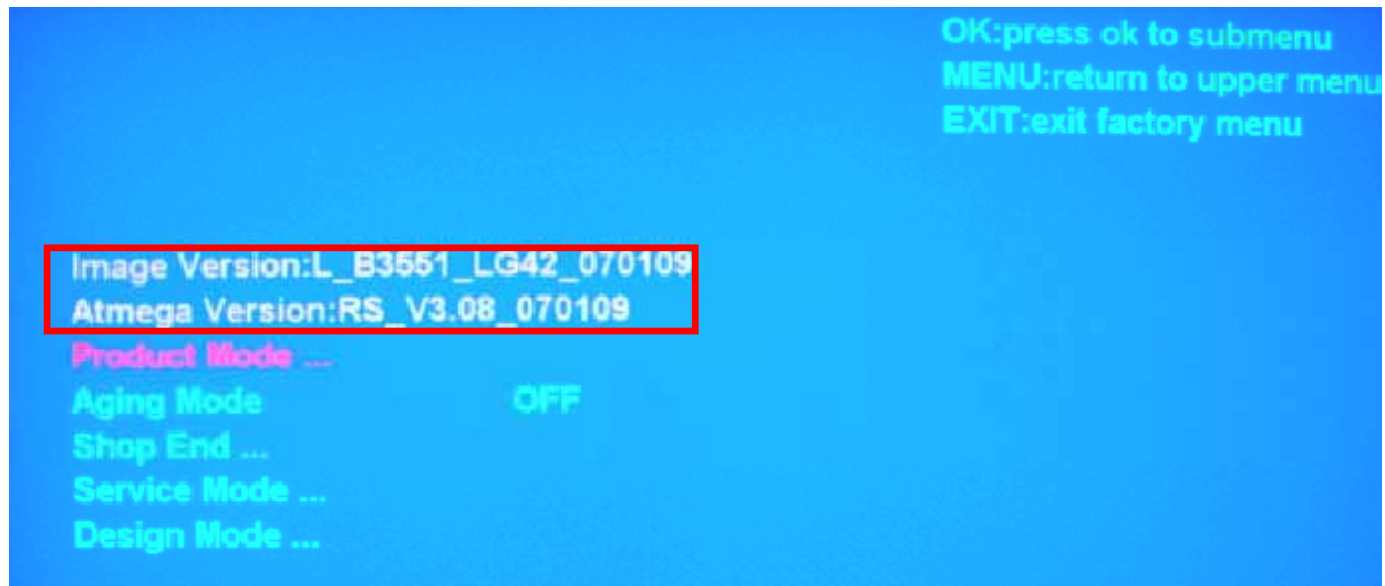 OK:press ok to submenu
MENU:return to upper menu
EXIT:exit factory menu
Image Version:L_B3551_LG42_070109
Atmega Version:RS_V3.08_070109
Product Mode ...
Aging Mode OFF
Shop End ...
Service Mode ...
Design Mode ...